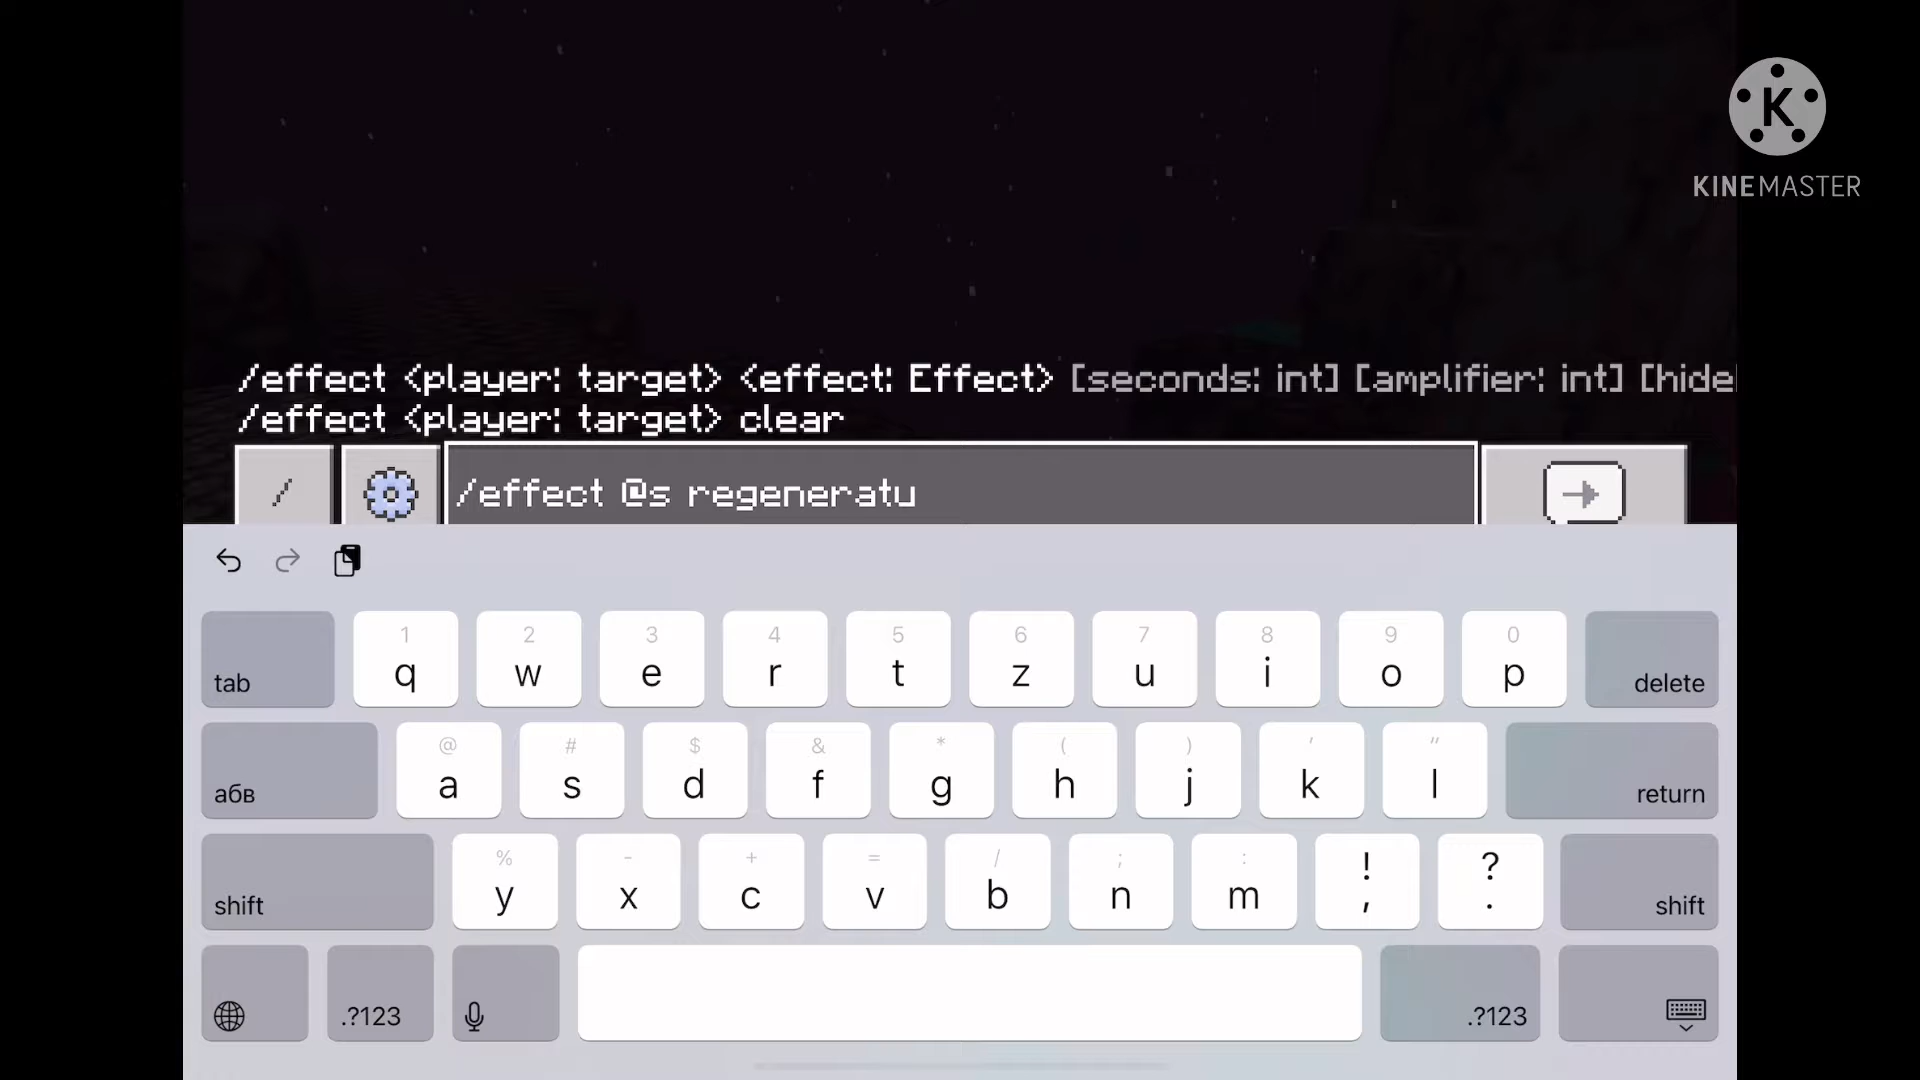 K
KINEMASTER
/effect <player: target> <effect: Effect> [seconds: int] [amplifier: int] [hide
/effect <player: target> clear
/ /effect @s regeneratu
1 2 3 4 5 6 7 8 9 0
tab q w e r t z u i o p delete
@ # $ & * ( ) ' "
абв a s d f g h j k l return
% - + = / ; : ! ?
shift y x c v b n m , . shift
.?123 .?123